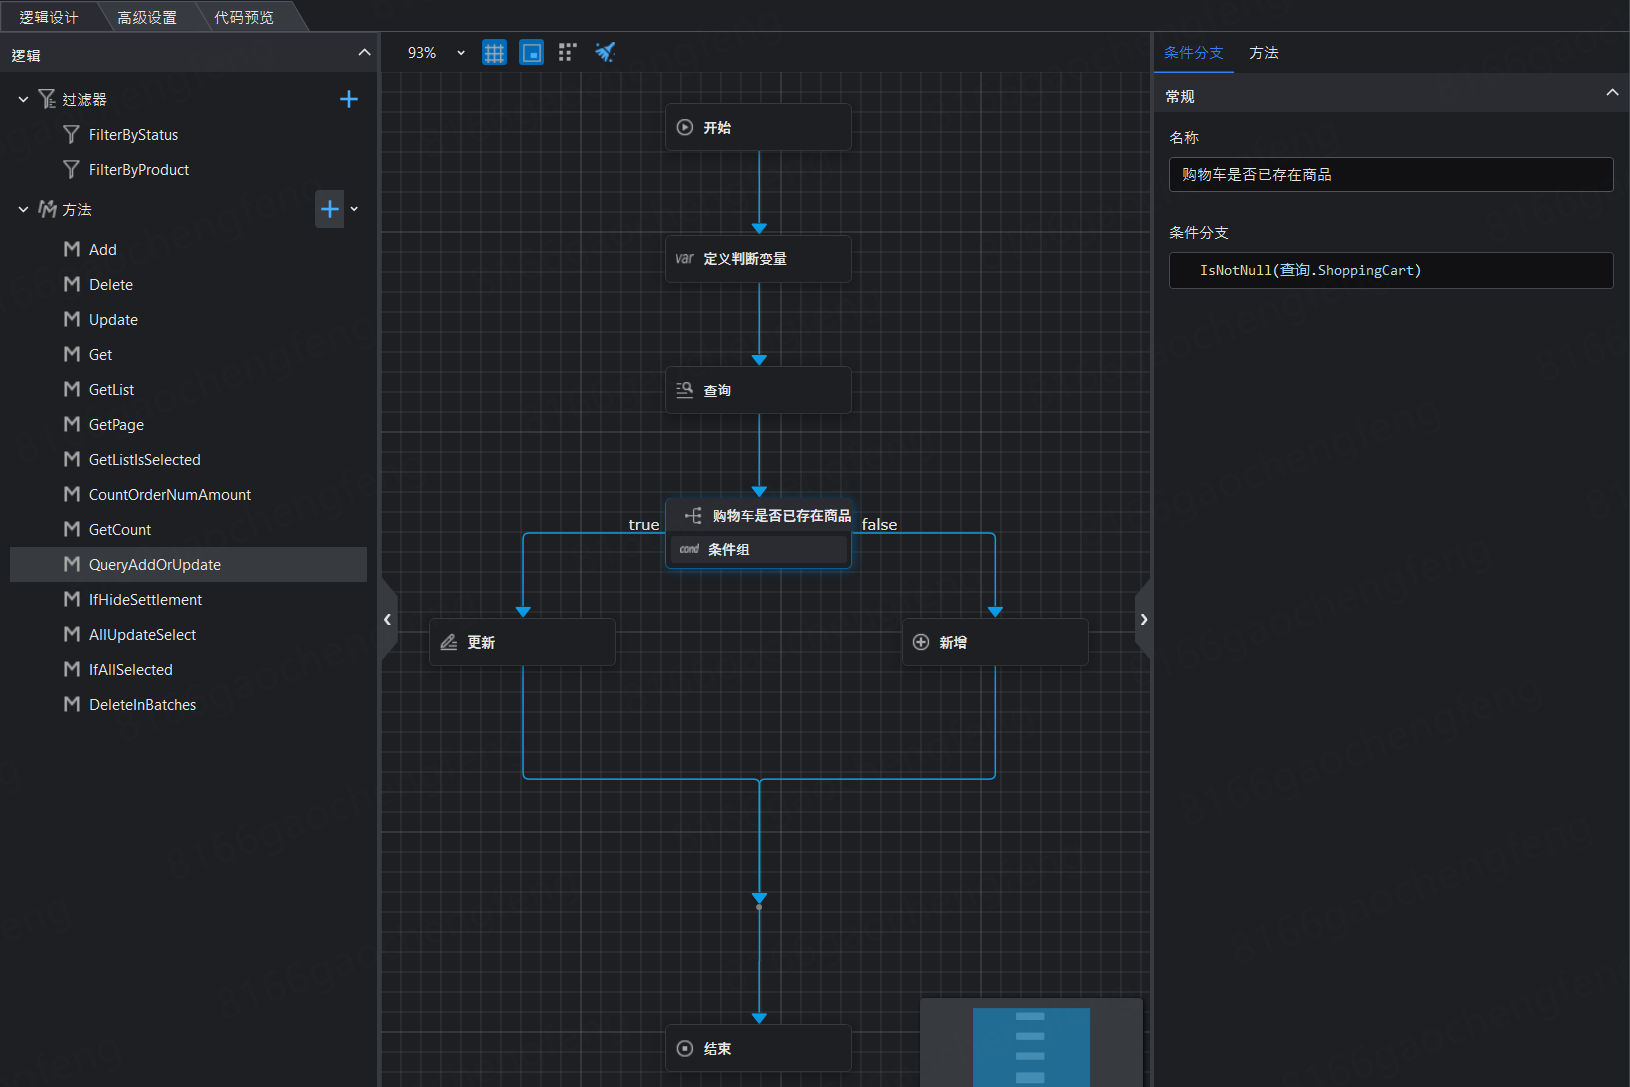 逻辑设计
高级设置
代码预览
逻辑
过滤器
FilterByStatus
FilterByProduct
方法
Add
Delete
Update
Get
GetList
GetPage
GetListIsSelected
CountOrderNumAmount
GetCount
QueryAddOrUpdate
IfHideSettlement
AllUpdateSelect
IfAllSelected
DeleteInBatches
93%
开始
var 定义判断变量
查询
true
购物车是否已存在商品
false
cond 条件组
更新
新增
结束
条件分支
方法
常规
名称
购物车是否已存在商品
条件分支
IsNotNull(查询.ShoppingCart)
8166gaochengfeng